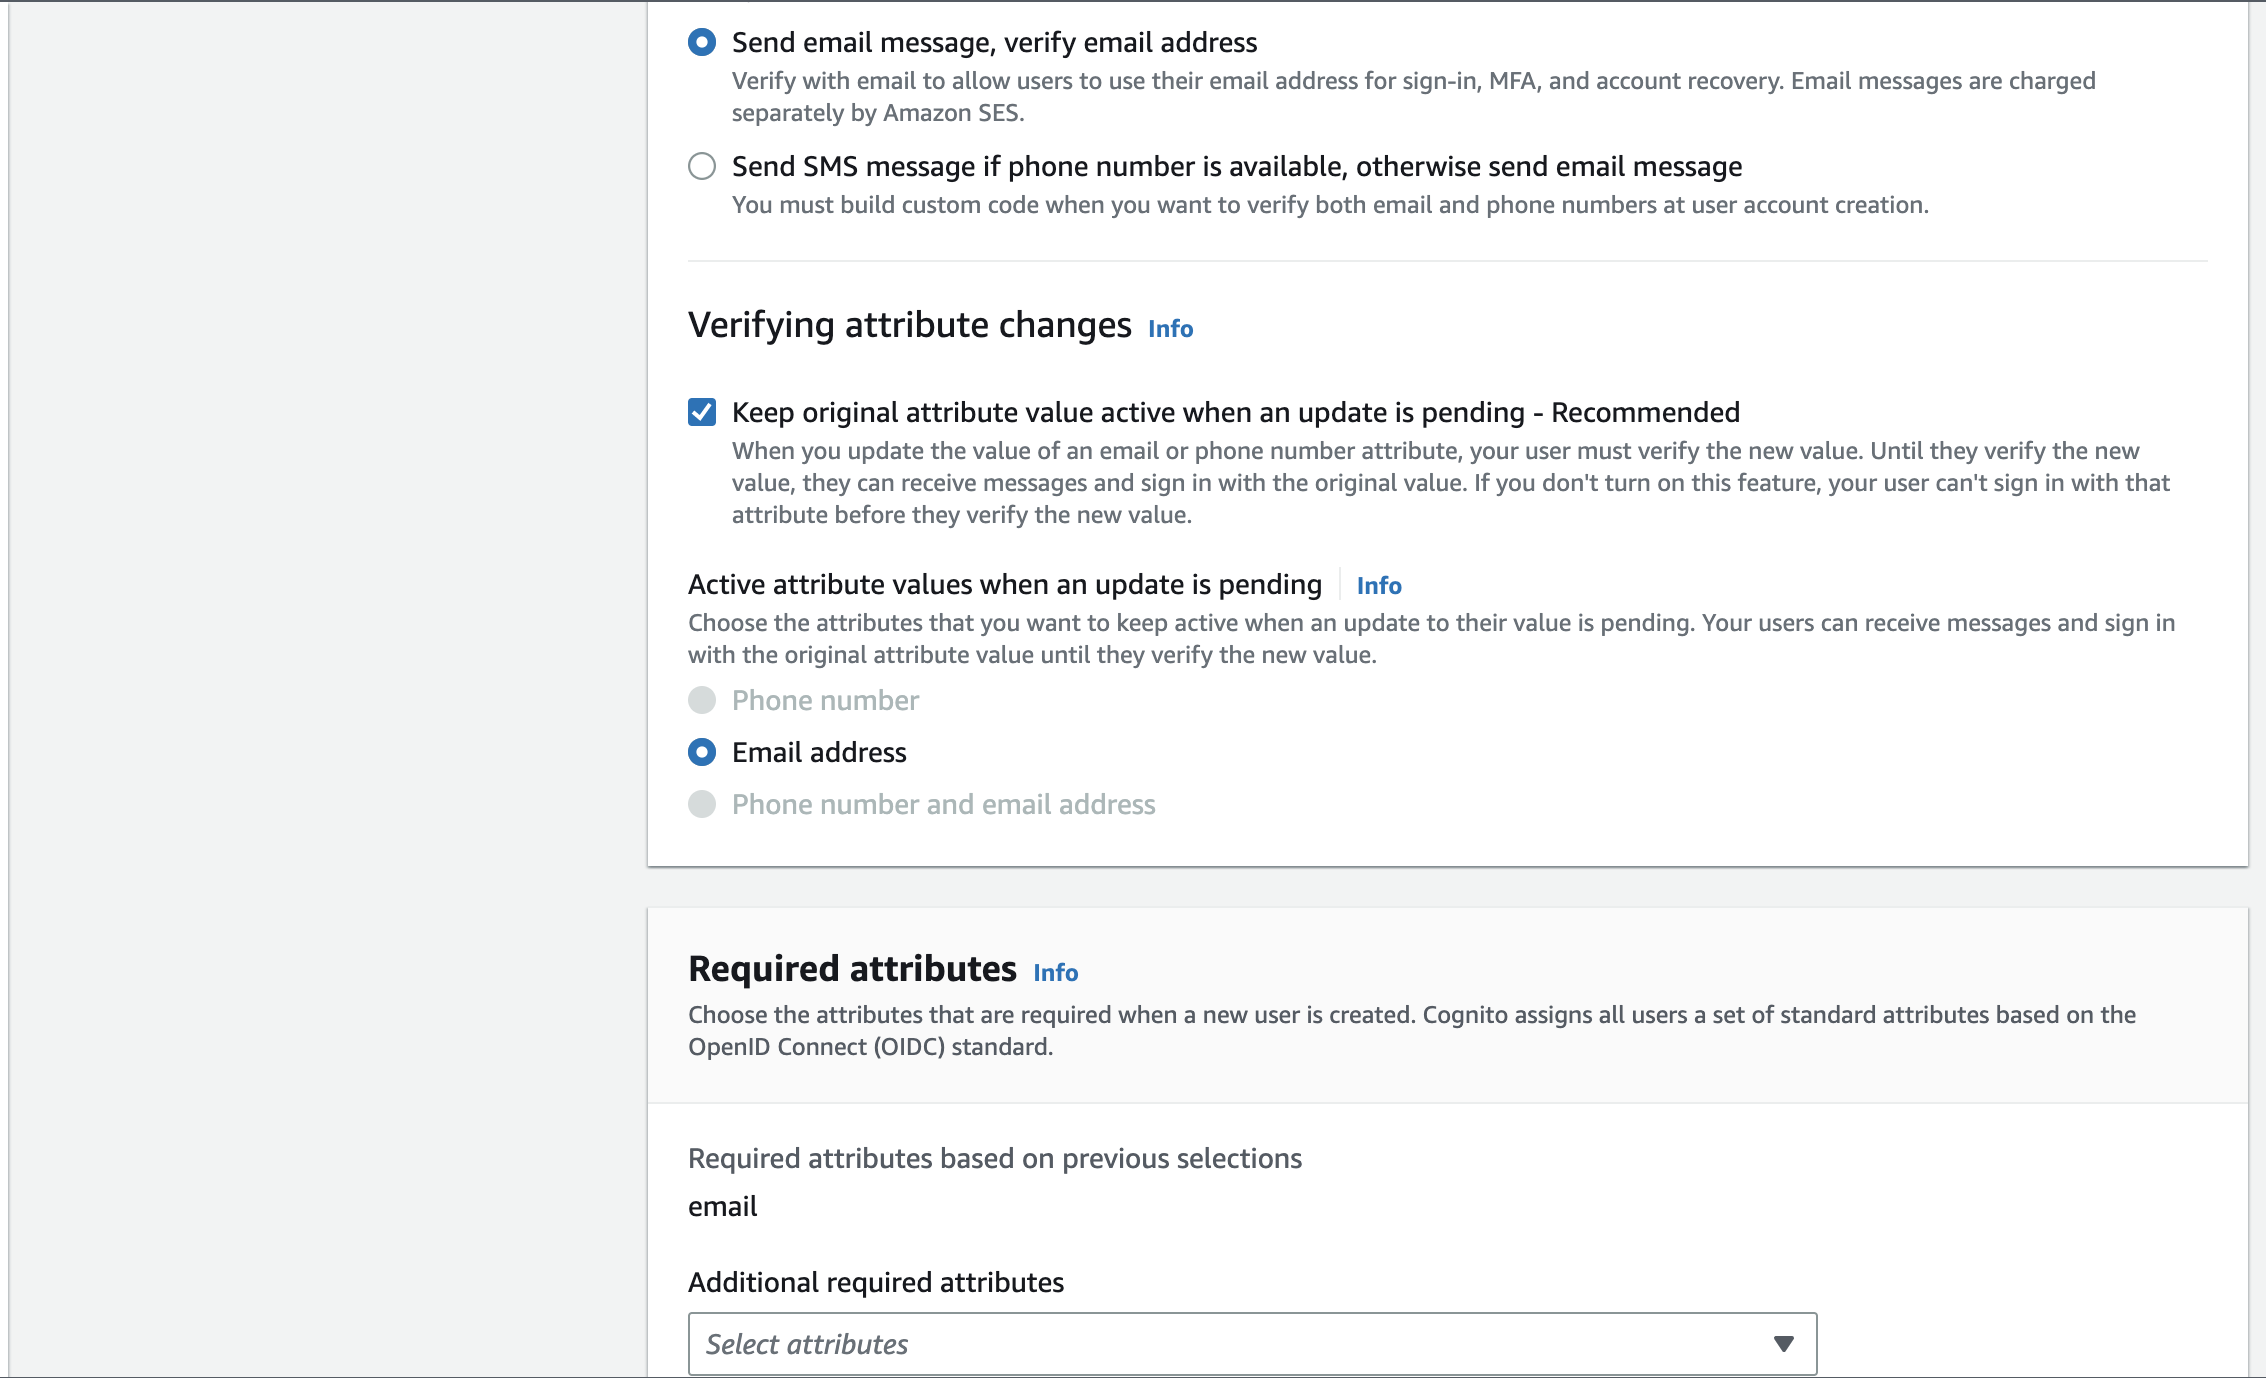 Send email message, verify email address
Verify with email to allow users to use their email address for sign-in, MFA, and account recovery. Email messages are charged
separately by Amazon SES.
Send SMS message if phone number is available, otherwise send email message
You must build custom code when you want to verify both email and phone numbers at user account creation.
Verifying attribute changes Info
Keep original attribute value active when an update is pending - Recommended
When you update the value of an email or phone number attribute, your user must verify the new value. Until they verify the new
value, they can receive messages and sign in with the original value. If you don't turn on this feature, your user can't sign in with that
attribute before they verify the new value.
Active attribute values when an update is pending Info
Choose the attributes that you want to keep active when an update to their value is pending. Your users can receive messages and sign in
with the original attribute value until they verify the new value.
Phone number
Email address
Phone number and email address
Required attributes Info
Choose the attributes that are required when a new user is created. Cognito assigns all users a set of standard attributes based on the
OpenID Connect (OIDC) standard.
Required attributes based on previous selections
email
Additional required attributes
Select attributes